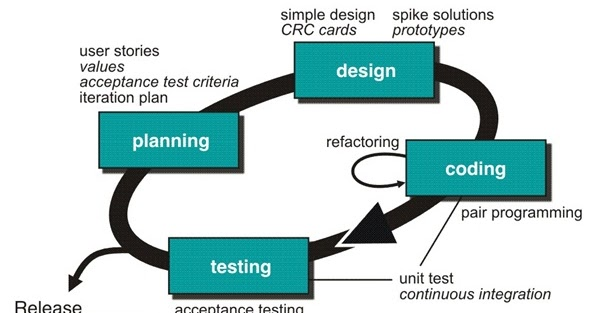 simple design
CRC cards
spike solutions
prototypes
user stories
values
acceptance test criteria
iteration plan
design
planning
refactoring
coding
pair programming
testing
unit test
continuous integration
Release
acceptance testing